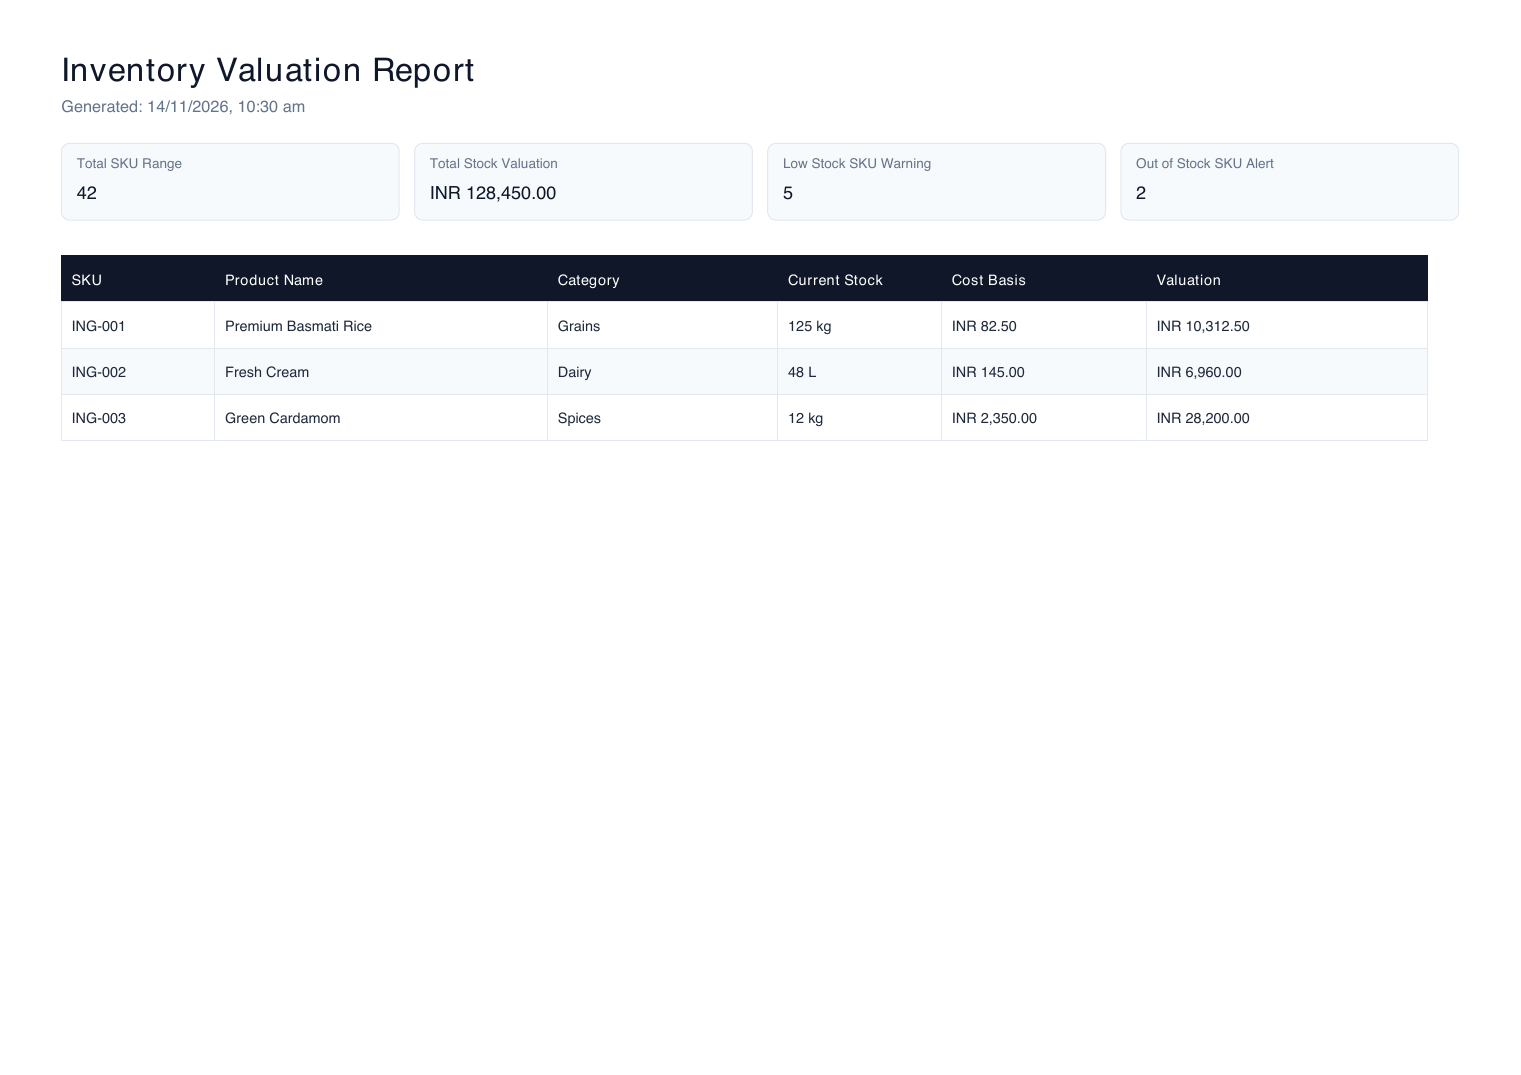 Inventory Valuation Report
Generated: 14/11/2026, 10:30 am
Total SKU Range
42
Total Stock Valuation
INR 128,450.00
Low Stock SKU Warning
5
Out of Stock SKU Alert
2
SKU Product Name Category Current Stock Cost Basis Valuation
ING-001 Premium Basmati Rice Grains 125 kg INR 82.50 INR 10,312.50
ING-002 Fresh Cream Dairy 48 L INR 145.00 INR 6,960.00
ING-003 Green Cardamom Spices 12 kg INR 2,350.00 INR 28,200.00